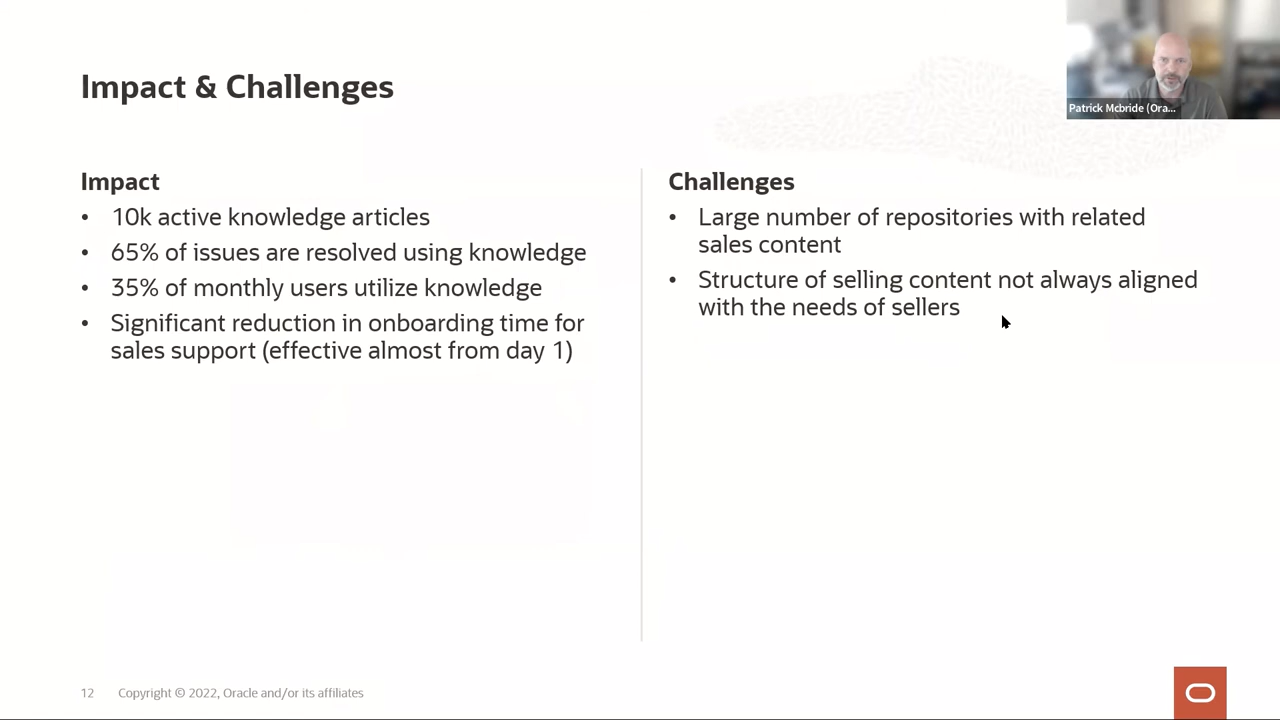 Impact & Challenges
Patrick Mcbride (Ora...
Impact
• 10k active knowledge articles
• 65% of issues are resolved using knowledge
• 35% of monthly users utilize knowledge
• Significant reduction in onboarding time for
sales support (effective almost from day 1)
Challenges
• Large number of repositories with related
sales content
• Structure of selling content not always aligned
with the needs of sellers
12 Copyright © 2022, Oracle and/or its affiliates